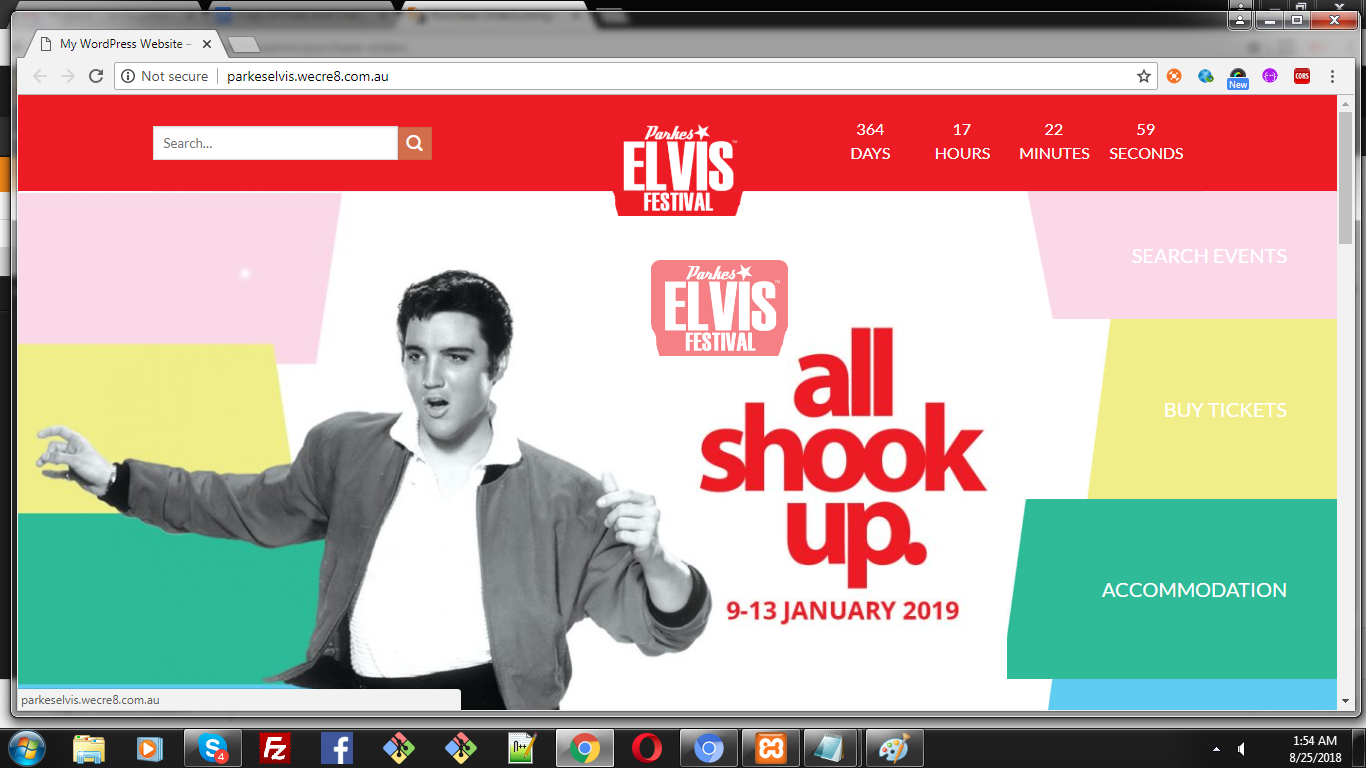 My WordPress Website –
Not secure
parkeselvis.wecre8.com.au
New
CORS
Search...
Parkes
ELVIS
FESTIVAL
364
DAYS
17
HOURS
22
MINUTES
59
SECONDS
Parkes
ELVIS
FESTIVAL
all
shook
up.
9-13 JANUARY 2019
SEARCH EVENTS
BUY TICKETS
ACCOMMODATION
parkeselvis.wecre8.com.au
4
1:54 AM
8/25/2018